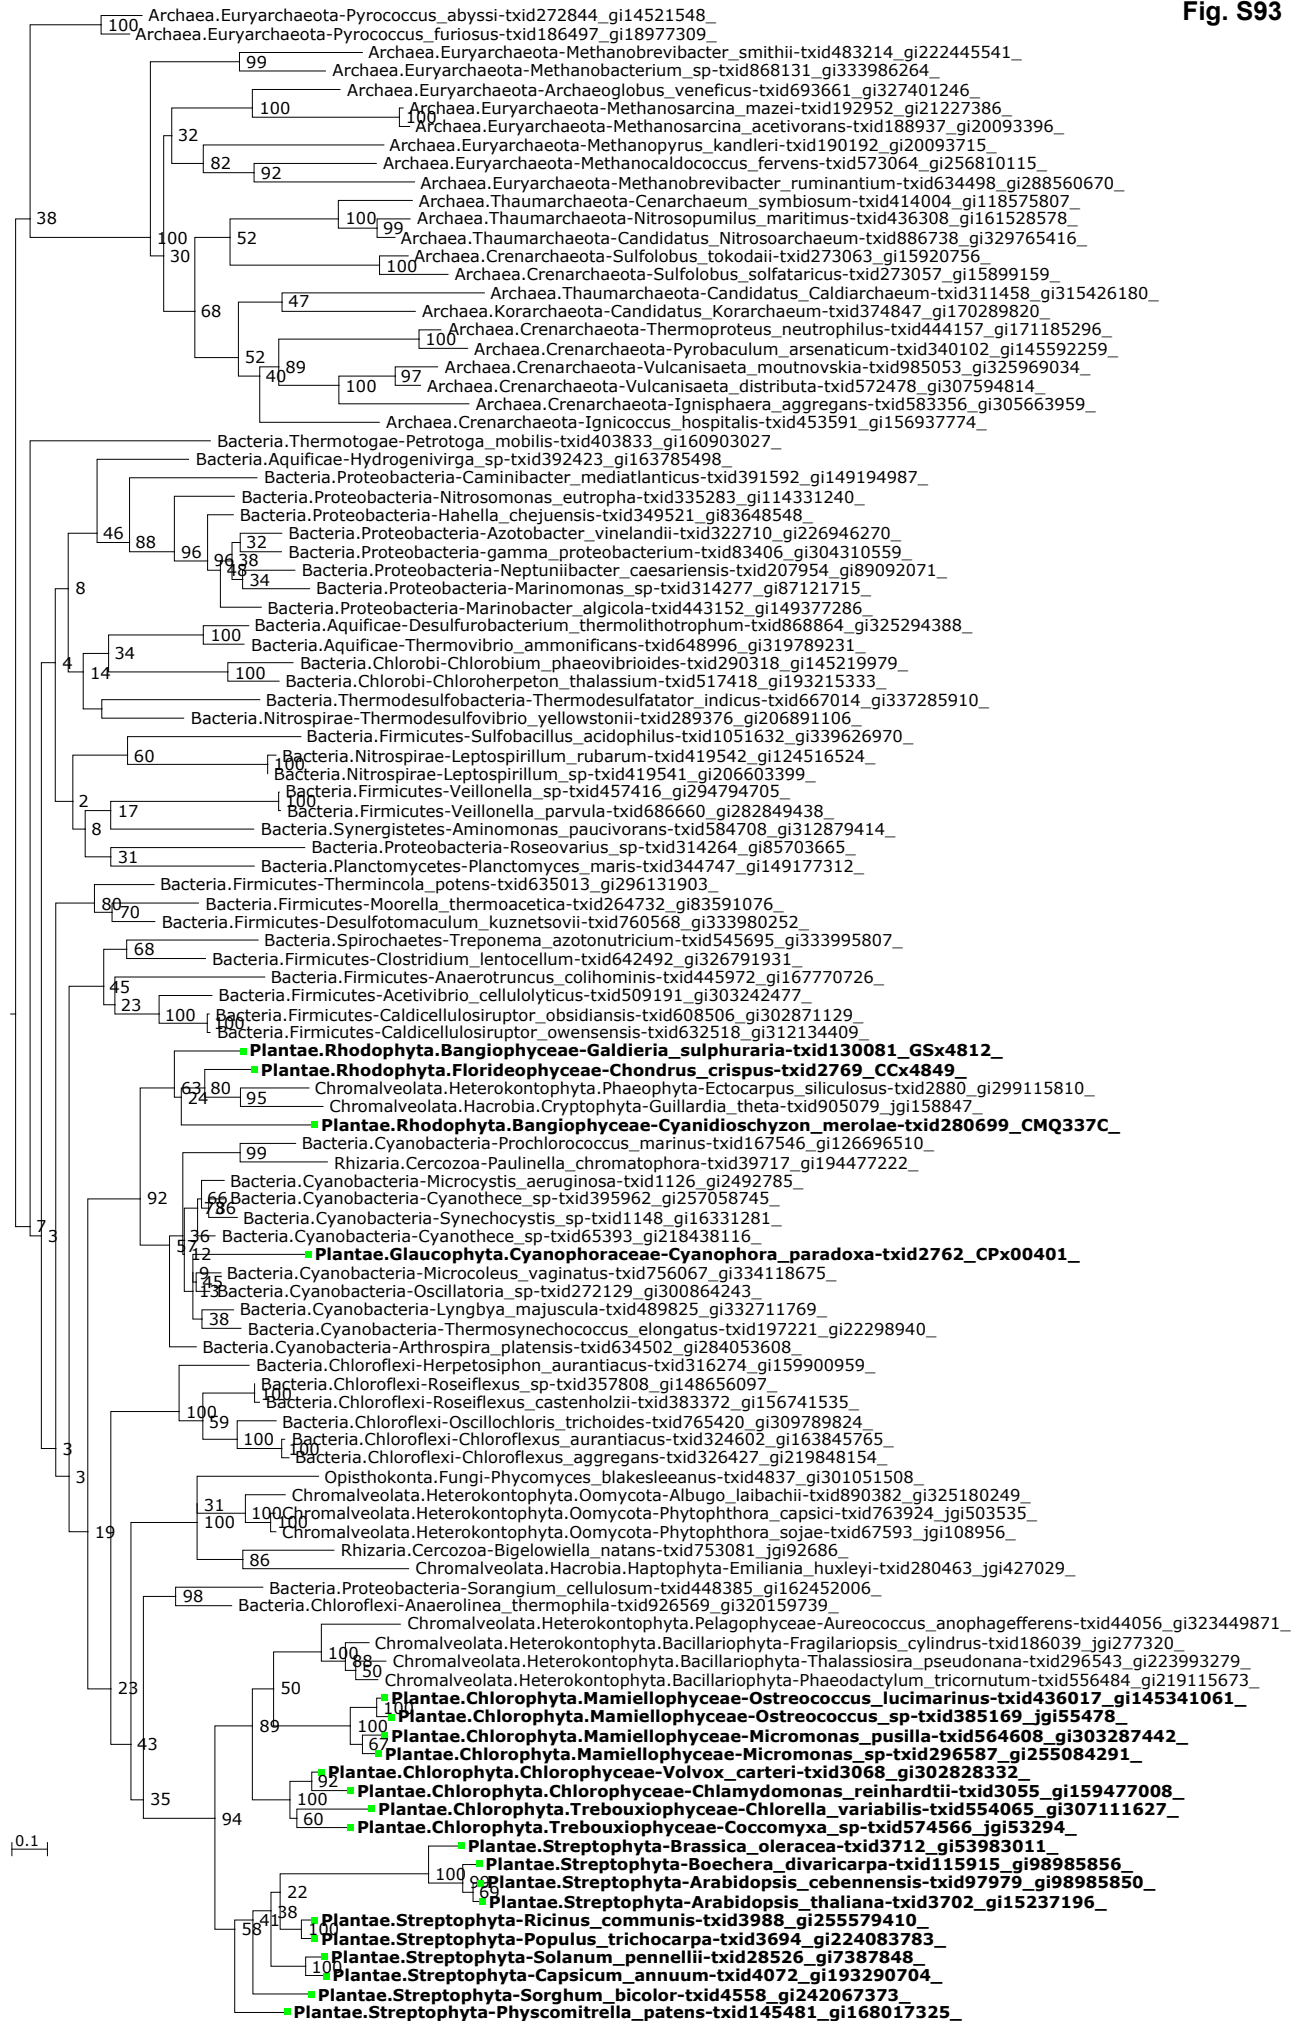 Fig. S93
Archaea.Euryarchaeota-Pyrococcus_abyssi-txid272844_gi14521548_
100
Archaea.Euryarchaeota-Pyrococcus_furiosus-txid186497_gi18977309_
Archaea.Euryarchaeota-Methanobrevibacter_smithii-txid483214_gi222445541_
99
Archaea.Euryarchaeota-Methanobacterium_sp-txid868131_gi333986264_
Archaea.Euryarchaeota-Archaeoglobus_veneficus-txid693661_gi327401246_
100
Archaea.Euryarchaeota-Methanosarcina_mazei-txid192952_gi21227386_
100
Archaea.Euryarchaeota-Methanosarcina_acetivorans-txid188937_gi20093396_
32
Archaea.Euryarchaeota-Methanopyrus_kandleri-txid190192_gi20093715_
82
Archaea.Euryarchaeota-Methanocaldococcus_fervens-txid573064_gi256810115_
92
Archaea.Euryarchaeota-Methanobrevibacter_ruminantium-txid634498_gi288560670_
Archaea.Thaumarchaeota-Cenarchaeum_symbiosum-txid414004_gi118575807_
38
100
Archaea.Thaumarchaeota-Nitrosopumilus_maritimus-txid436308_gi161528578_
99
100
52
Archaea.Thaumarchaeota-Candidatus_Nitrosoarchaeum-txid886738_gi329765416_
30
Archaea.Crenarchaeota-Sulfolobus_tokodaii-txid273063_gi15920756_
100
Archaea.Crenarchaeota-Sulfolobus_solfataricus-txid273057_gi15899159_
Archaea.Thaumarchaeota-Candidatus_Caldiarchaeum-txid311458_gi315426180_
47
68
Archaea.Korarchaeota-Candidatus_Korarchaeum-txid374847_gi170289820_
Archaea.Crenarchaeota-Thermoproteus_neutrophilus-txid444157_gi171185296_
100
Archaea.Crenarchaeota-Pyrobaculum_arsenaticum-txid340102_gi145592259_
52
89
Archaea.Crenarchaeota-Vulcanisaeta_moutnovskia-txid985053_gi325969034_
40
97
100
Archaea.Crenarchaeota-Vulcanisaeta_distributa-txid572478_gi307594814_
Archaea.Crenarchaeota-Ignisphaera_aggregans-txid583356_gi305663959_
Archaea.Crenarchaeota-Ignicoccus_hospitalis-txid453591_gi156937774_
Bacteria.Thermotogae-Petrotoga_mobilis-txid403833_gi160903027_
Bacteria.Aquificae-Hydrogenivirga_sp-txid392423_gi163785498_
Bacteria.Proteobacteria-Caminibacter_mediatlanticus-txid391592_gi149194987_
Bacteria.Proteobacteria-Nitrosomonas_eutropha-txid335283_gi114331240_
Bacteria.Proteobacteria-Hahella_chejuensis-txid349521_gi83648548_
46
88
Bacteria.Proteobacteria-Azotobacter_vinelandii-txid322710_gi226946270_
32
96
Bacteria.Proteobacteria-gamma_proteobacterium-txid83406_gi304310559_
96
38
48
Bacteria.Proteobacteria-Neptuniibacter_caesariensis-txid207954_gi89092071_
34
8
Bacteria.Proteobacteria-Marinomonas_sp-txid314277_gi87121715_
Bacteria.Proteobacteria-Marinobacter_algicola-txid443152_gi149377286_
Bacteria.Aquificae-Desulfurobacterium_thermolithotrophum-txid868864_gi325294388_
100
Bacteria.Aquificae-Thermovibrio_ammonificans-txid648996_gi319789231_
34
4
14
Bacteria.Chlorobi-Chlorobium_phaeovibrioides-txid290318_gi145219979_
100
Bacteria.Chlorobi-Chloroherpeton_thalassium-txid517418_gi193215333_
Bacteria.Thermodesulfobacteria-Thermodesulfatator_indicus-txid667014_gi337285910_
Bacteria.Nitrospirae-Thermodesulfovibrio_yellowstonii-txid289376_gi206891106_
Bacteria.Firmicutes-Sulfobacillus_acidophilus-txid1051632_gi339626970_
60
Bacteria.Nitrospirae-Leptospirillum_rubarum-txid419542_gi124516524_
100
Bacteria.Nitrospirae-Leptospirillum_sp-txid419541_gi206603399_
Bacteria.Firmicutes-Veillonella_sp-txid457416_gi294794705_
2
100
17
Bacteria.Firmicutes-Veillonella_parvula-txid686660_gi282849438_
8
Bacteria.Synergistetes-Aminomonas_paucivorans-txid584708_gi312879414_
Bacteria.Proteobacteria-Roseovarius_sp-txid314264_gi85703665_
31
Bacteria.Planctomycetes-Planctomyces_maris-txid344747_gi149177312_
Bacteria.Firmicutes-Thermincola_potens-txid635013_gi296131903_
80
Bacteria.Firmicutes-Moorella_thermoacetica-txid264732_gi83591076_
70
Bacteria.Firmicutes-Desulfotomaculum_kuznetsovii-txid760568_gi333980252_
Bacteria.Spirochaetes-Treponema_azotonutricium-txid545695_gi333995807_
68
Bacteria.Firmicutes-Clostridium_lentocellum-txid642492_gi326791931_
Bacteria.Firmicutes-Anaerotruncus_colihominis-txid445972_gi167770726_
45
Bacteria.Firmicutes-Acetivibrio_cellulolyticus-txid509191_gi303242477_
23
100
Bacteria.Firmicutes-Caldicellulosiruptor_obsidiansis-txid608506_gi302871129_
100
Bacteria.Firmicutes-Caldicellulosiruptor_owensensis-txid632518_gi312134409_
Plantae.Rhodophyta.Bangiophyceae-Galdieria_sulphuraria-txid130081_GSx4812_
Plantae.Rhodophyta.Florideophyceae-Chondrus_crispus-txid2769_CCx4849_
63
80
24
Chromalveolata.Heterokontophyta.Phaeophyta-Ectocarpus_siliculosus-txid2880_gi299115810_
95
Chromalveolata.Hacrobia.Cryptophyta-Guillardia_theta-txid905079_jgi158847_
Plantae.Rhodophyta.Bangiophyceae-Cyanidioschyzon_merolae-txid280699_CMQ337C_
Bacteria.Cyanobacteria-Prochlorococcus_marinus-txid167546_gi126696510_
99
Rhizaria.Cercozoa-Paulinella_chromatophora-txid39717_gi194477222_
92
Bacteria.Cyanobacteria-Microcystis_aeruginosa-txid1126_gi2492785_
66
Bacteria.Cyanobacteria-Cyanothece_sp-txid395962_gi257058745_
78
86
Bacteria.Cyanobacteria-Synechocystis_sp-txid1148_gi16331281_
7
3
36
Bacteria.Cyanobacteria-Cyanothece_sp-txid65393_gi218438116_
57
12
Plantae.Glaucophyta.Cyanophoraceae-Cyanophora_paradoxa-txid2762_CPx00401_
9
Bacteria.Cyanobacteria-Microcoleus_vaginatus-txid756067_gi334118675_
45
13
Bacteria.Cyanobacteria-Oscillatoria_sp-txid272129_gi300864243_
Bacteria.Cyanobacteria-Lyngbya_majuscula-txid489825_gi332711769_
38
Bacteria.Cyanobacteria-Thermosynechococcus_elongatus-txid197221_gi22298940_
Bacteria.Cyanobacteria-Arthrospira_platensis-txid634502_gi284053608_
Bacteria.Chloroflexi-Herpetosiphon_aurantiacus-txid316274_gi159900959_
Bacteria.Chloroflexi-Roseiflexus_sp-txid357808_gi148656097_
100
Bacteria.Chloroflexi-Roseiflexus_castenholzii-txid383372_gi156741535_
100
59
Bacteria.Chloroflexi-Oscillochloris_trichoides-txid765420_gi309789824_
100
Bacteria.Chloroflexi-Chloroflexus_aurantiacus-txid324602_gi163845765_
3
100
Bacteria.Chloroflexi-Chloroflexus_aggregans-txid326427_gi219848154_
3
Opisthokonta.Fungi-Phycomyces_blakesleeanus-txid4837_gi301051508_
Chromalveolata.Heterokontophyta.Oomycota-Albugo_laibachii-txid890382_gi325180249_
31
100
Chromalveolata.Heterokontophyta.Oomycota-Phytophthora_capsici-txid763924_jgi503535_
100
100
19
Chromalveolata.Heterokontophyta.Oomycota-Phytophthora_sojae-txid67593_jgi108956_
Rhizaria.Cercozoa-Bigelowiella_natans-txid753081_jgi92686_
86
Chromalveolata.Hacrobia.Haptophyta-Emiliania_huxleyi-txid280463_jgi427029_
Bacteria.Proteobacteria-Sorangium_cellulosum-txid448385_gi162452006_
98
Bacteria.Chloroflexi-Anaerolinea_thermophila-txid926569_gi320159739_
Chromalveolata.Heterokontophyta.Pelagophyceae-Aureococcus_anophagefferens-txid44056_gi323449871_
Chromalveolata.Heterokontophyta.Bacillariophyta-Fragilariopsis_cylindrus-txid186039_jgi277320_
100
88
Chromalveolata.Heterokontophyta.Bacillariophyta-Thalassiosira_pseudonana-txid296543_gi223993279_
50
Chromalveolata.Heterokontophyta.Bacillariophyta-Phaeodactylum_tricornutum-txid556484_gi219115673_
23
50
Plantae.Chlorophyta.Mamiellophyceae-Ostreococcus_lucimarinus-txid436017_gi145341061_
100
Plantae.Chlorophyta.Mamiellophyceae-Ostreococcus_sp-txid385169_jgi55478_
89
100
Plantae.Chlorophyta.Mamiellophyceae-Micromonas_pusilla-txid564608_gi303287442_
43
67
Plantae.Chlorophyta.Mamiellophyceae-Micromonas_sp-txid296587_gi255084291_
Plantae.Chlorophyta.Chlorophyceae-Volvox_carteri-txid3068_gi302828332_
92
Plantae.Chlorophyta.Chlorophyceae-Chlamydomonas_reinhardtii-txid3055_gi159477008_
35
100
Plantae.Chlorophyta.Trebouxiophyceae-Chlorella_variabilis-txid554065_gi307111627_
94
60
Plantae.Chlorophyta.Trebouxiophyceae-Coccomyxa_sp-txid574566_jgi53294_
0.1
Plantae.Streptophyta-Brassica_oleracea-txid3712_gi53983011_
Plantae.Streptophyta-Boechera_divaricarpa-txid115915_gi98985856_
100
Plantae.Streptophyta-Arabidopsis_cebennensis-txid97979_gi98985850_
69
22
Plantae.Streptophyta-Arabidopsis_thaliana-txid3702_gi15237196_
38
41
Plantae.Streptophyta-Ricinus_communis-txid3988_gi255579410_
58
100
Plantae.Streptophyta-Populus_trichocarpa-txid3694_gi224083783_
Plantae.Streptophyta-Solanum_pennellii-txid28526_gi7387848_
100
Plantae.Streptophyta-Capsicum_annuum-txid4072_gi193290704_
Plantae.Streptophyta-Sorghum_bicolor-txid4558_gi242067373_
Plantae.Streptophyta-Physcomitrella_patens-txid145481_gi168017325_